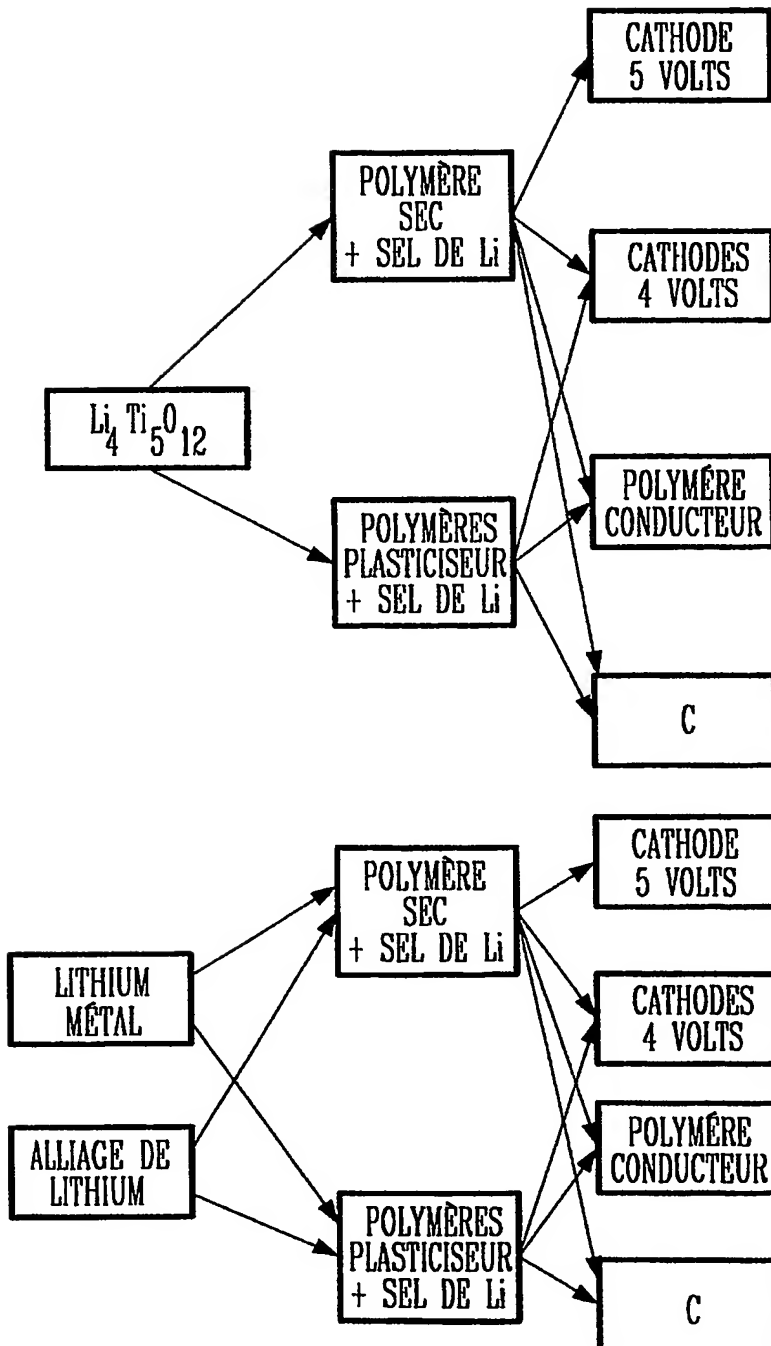 CATHODE
5 VOLTS
POLYMÈRE
SEC
+ SEL DE Li
CATHODES
4 VOLTS
Li4 Ti5O12
POLYMÉRE
CONDUCTEUR
POLYMÈRES
PLASTICISEUR
+ SEL DE Li
C
CATHODE
5 VOLTS
POLYMÈRE
SEC
+ SEL DE Li
LITHIUM
MÉTAL
CATHODES
4 VOLTS
ALLIAGE DE
LITHIUM
POLYMÉRE
CONDUCTEUR
POLYMÈRES
PLASTICISEUR
+ SEL DE Li
C